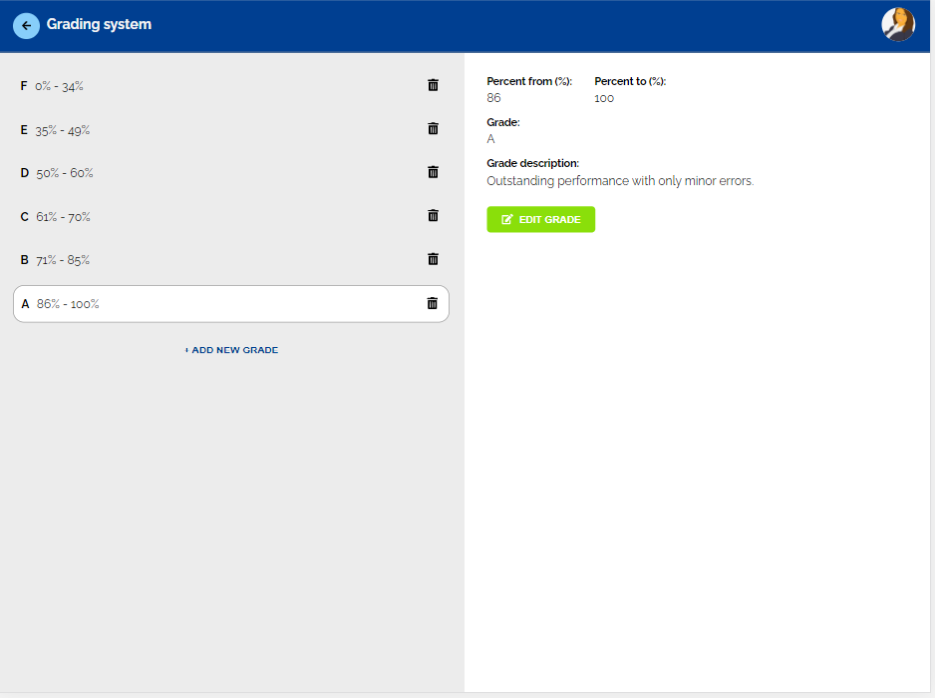 Grading system
F 0% - 34%
E 35% - 49%
D 50% - 60%
C 61% - 70%
B 71% - 85%
A 86% - 100%
+ ADD NEW GRADE
Percent from (%): Percent to (%):
86 100
Grade:
A
Grade description:
Outstanding performance with only minor errors.
EDIT GRADE